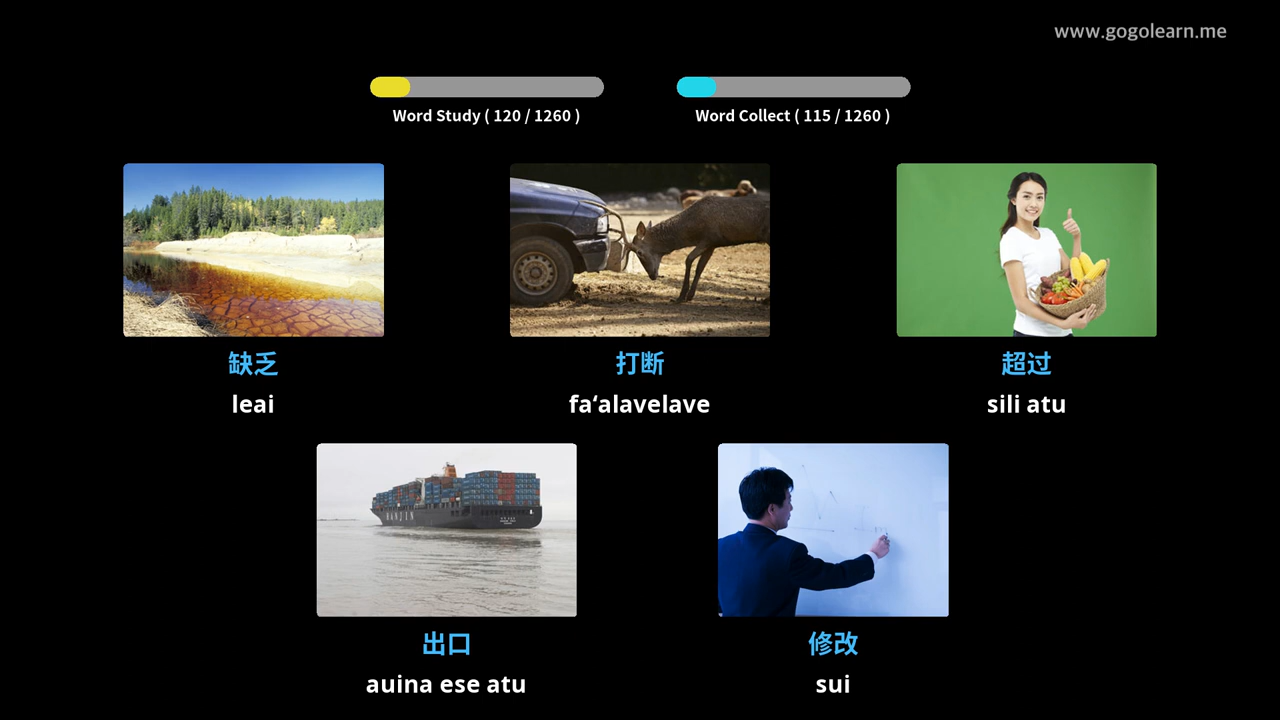 www.gogolearn.me
Word Study ( 120 / 1260 )
Word Collect ( 115 / 1260 )
缺乏
leai
打断
fa‘alavelave
超过
sili atu
HANJIN
出口
auina ese atu
修改
sui